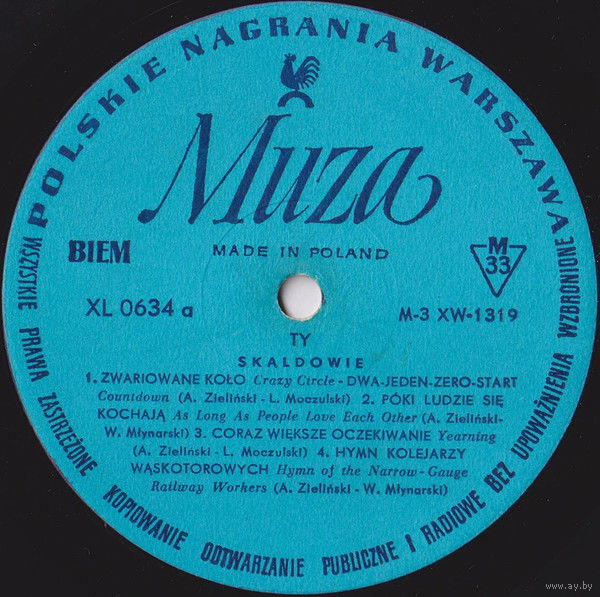 POLSKIE NAGRANIA WARSZAWA
Muza
MADE IN POLAND
BIEM
M
33
XL 0634 a
M-3 XW-1319
TY
SKALDOWIE
1. ZWARIOWANE KOŁO Crazy Circle - DWA-JEDEN-ZERO-START
Countdown (A. Zieliński - L. Moczulski) 2. PÓKI LUDZIE SIĘ
KOCHAJĄ As Long As People Love Each Other (A. Zieliński-
W. Młynarski) 3. CORAZ WIĘKSZE OCZEKIWANIE Yearning
(A. Zieliński - L. Moczulski) 4. HYMN KOLEJARZY
WĄSKOTOROWYCH Hymn of the Narrow-Gauge
Railway Workers (A. Zieliński - W. Młynarski)
WSZYSTKIE PRAWA ZASTRZEŻONE KOPIOWANIE ODTWARZANIE PUBLICZNE I RADIOWE BEZ UPOWAŻNIENIA WZBRONIONE
www.ay.by